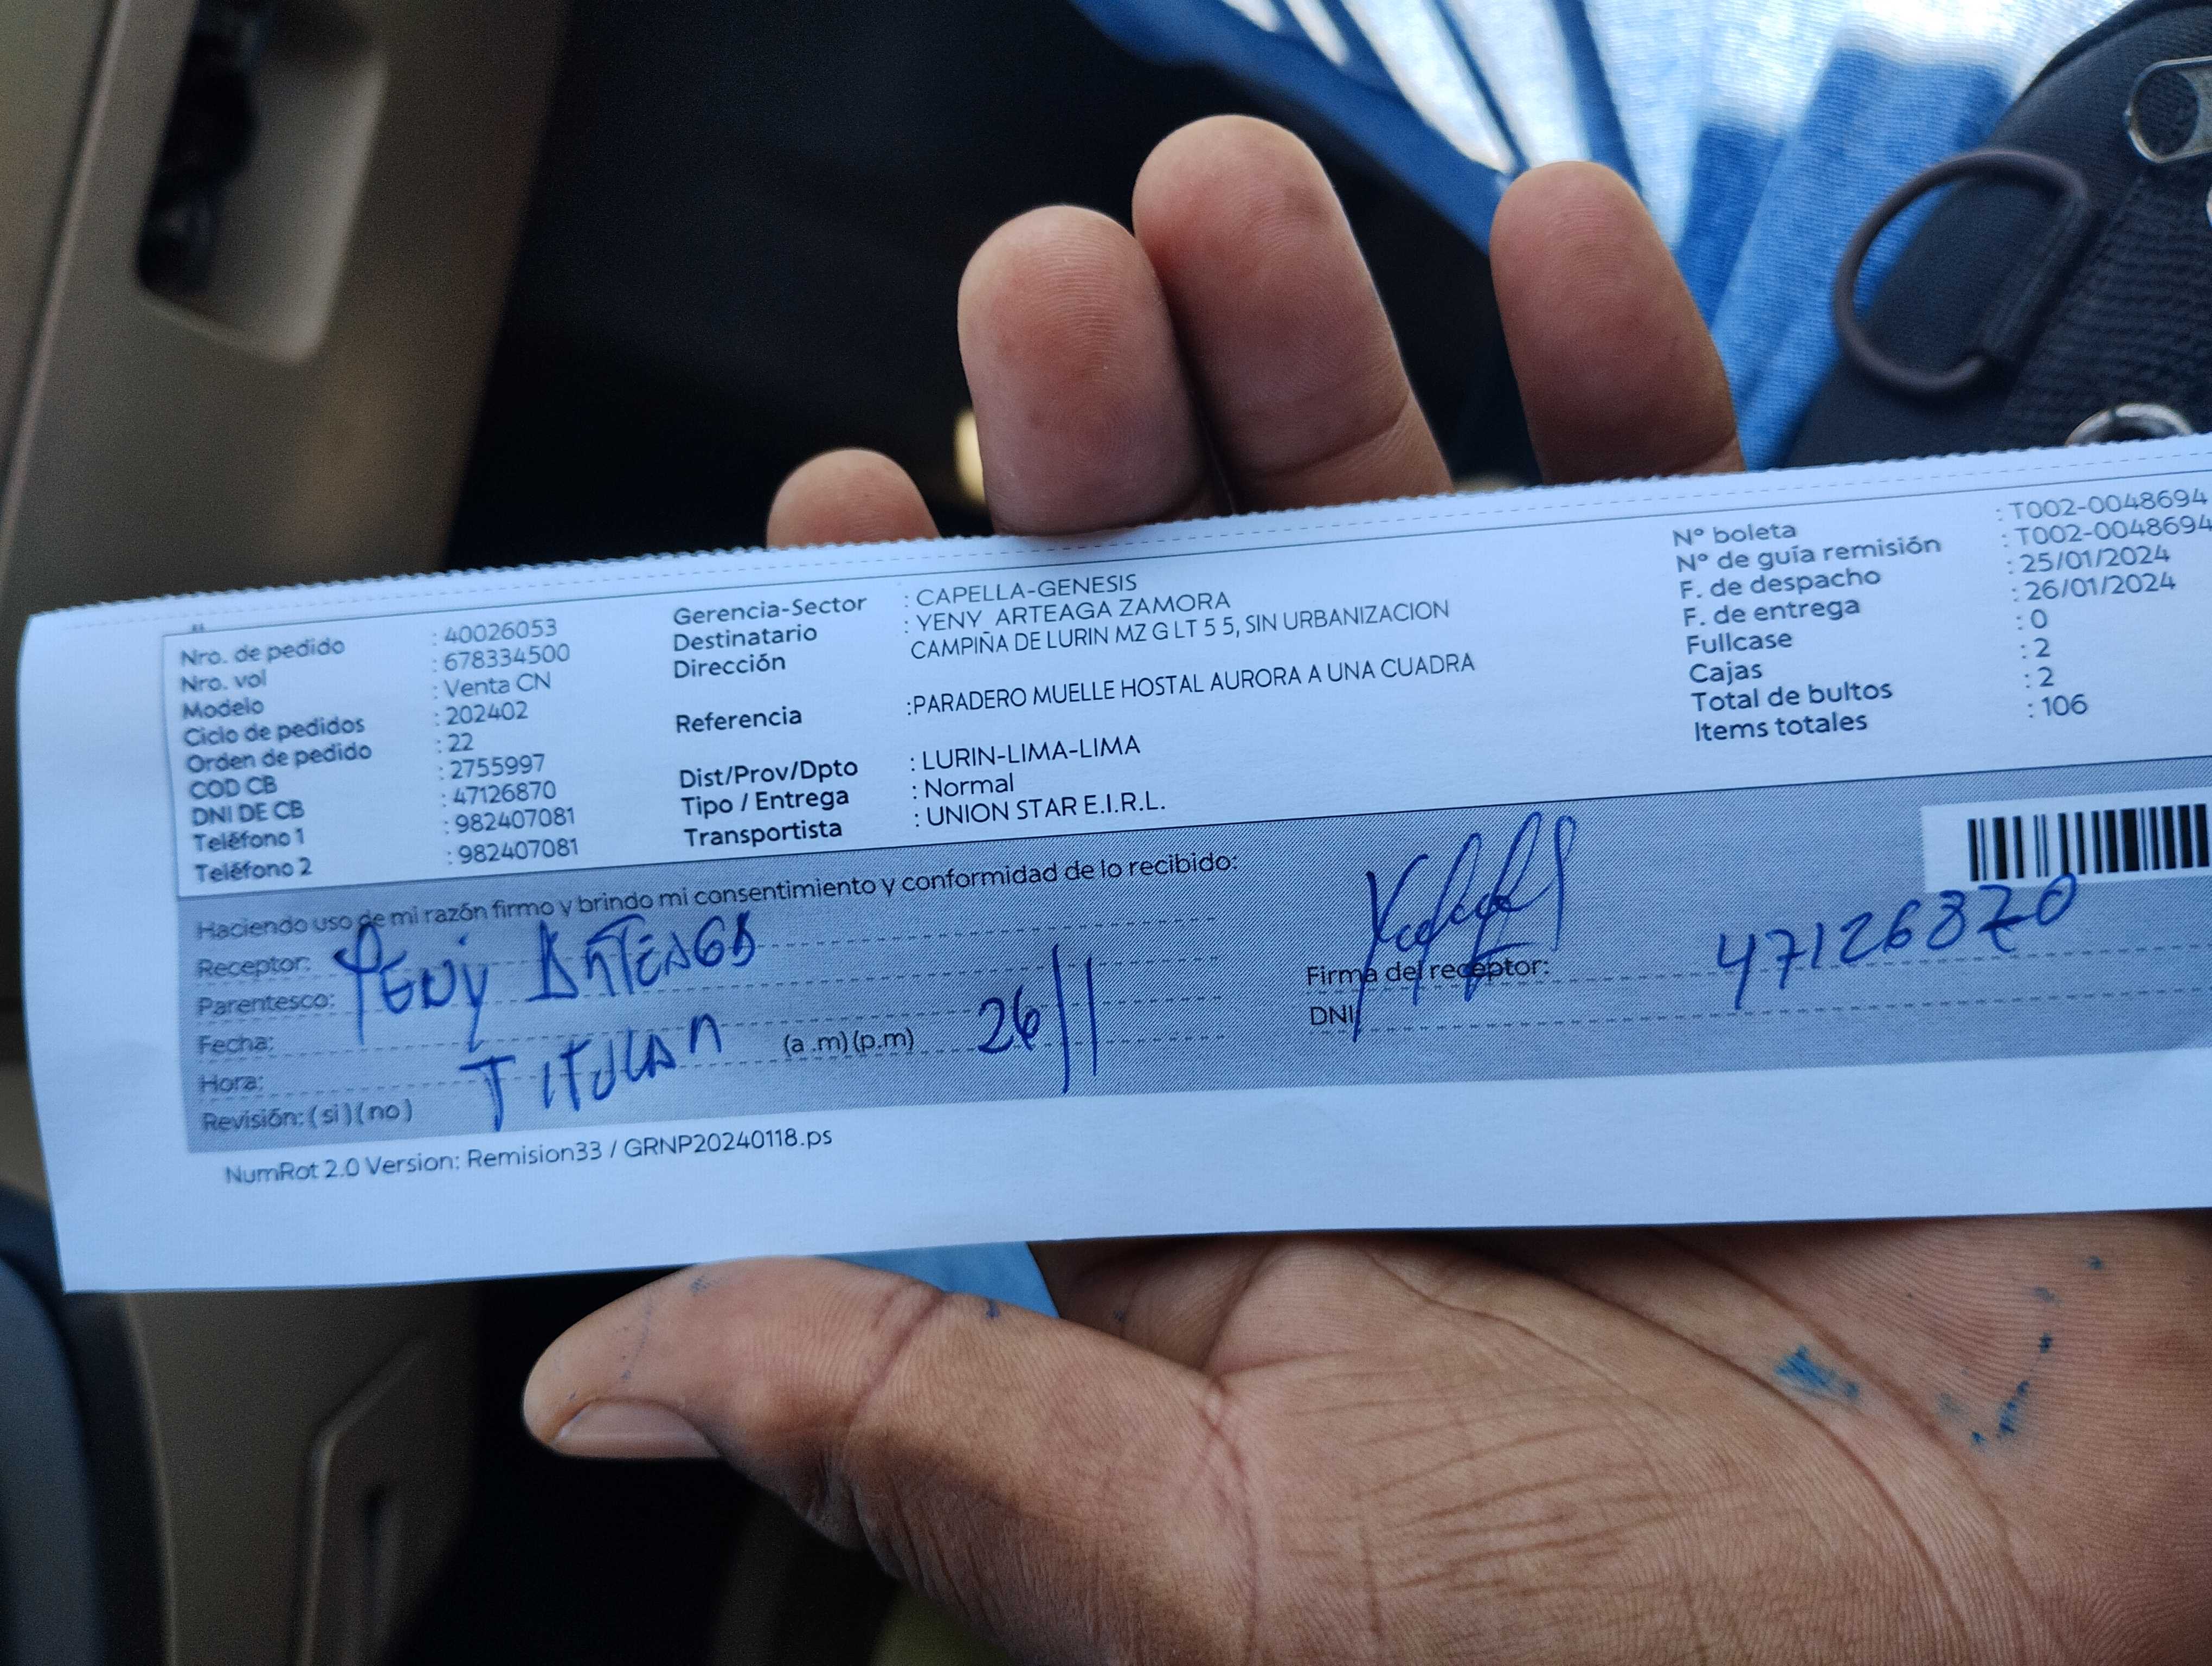 Nro. de pedido : 40026053
Nro. vol : 678334500
Modelo : Venta CN
Ciclo de pedidos : 202402
Orden de pedido : 22
COD CB : 2755997
DNI DE CB : 47126870
Teléfono 1 : 982407081
Teléfono 2 : 982407081
Gerencia-Sector : CAPELLA-GENESIS
Destinatario : YENY ARTEAGA ZAMORA
Dirección CAMPIÑA DE LURIN MZ G LT 5 5, SIN URBANIZACION
Referencia :PARADERO MUELLE HOSTAL AURORA A UNA CUADRA
Dist/Prov/Dpto : LURIN-LIMA-LIMA
Tipo / Entrega : Normal
Transportista : UNION STAR E.I.R.L.
N° boleta : T002-0048694
N° de guía remisión : T002-0048694
F. de despacho : 25/01/2024
F. de entrega : 26/01/2024
Fullcase : 0
Cajas : 2
Total de bultos : 2
Items totales : 106
Haciendo uso de mi razón firmo y brindo mi consentimiento y conformidad de lo recibido:
Receptor: YENY ARTEAGA
Parentesco:
Fecha:
Hora: TITULAR (a .m)(p.m) 26/1
Revisión: ( si ) ( no )
Firma del receptor:
DNI 47126870
NumRot 2.0 Version: Remision33 / GRNP20240118.ps